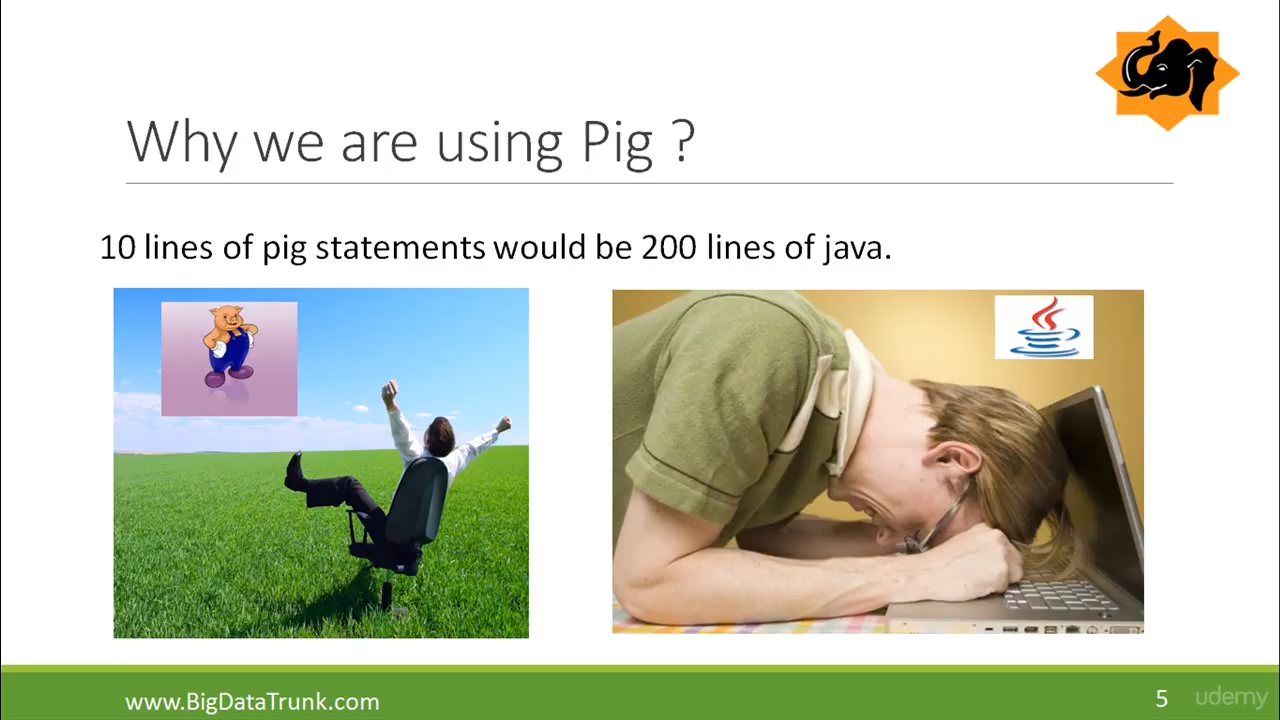 Why we are using Pig ?
10 lines of pig statements would be 200 lines of java.
www.BigDataTrunk.com
5
udemy